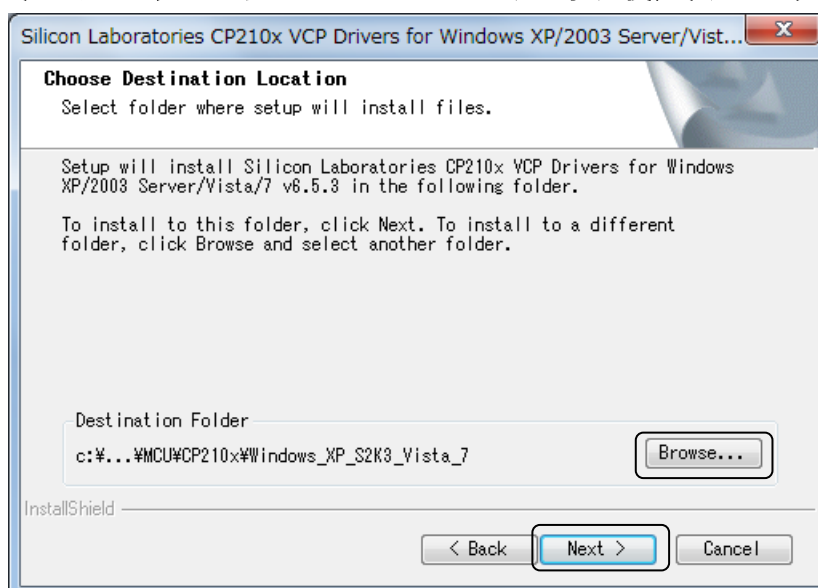 Silicon Laboratories CP210x VCP Drivers for Windows XP/2003 Server/Vist...
Choose Destination Location
Select folder where setup will install files.
Setup will install Silicon Laboratories CP210x VCP Drivers for Windows
XP/2003 Server/Vista/7 v6.5.3 in the following folder.
To install to this folder, click Next. To install to a different
folder, click Browse and select another folder.
Destination Folder
c:¥...¥MCU¥CP210x¥Windows_XP_S2K3_Vista_7
Browse...
InstallShield
< Back
Next >
Cancel